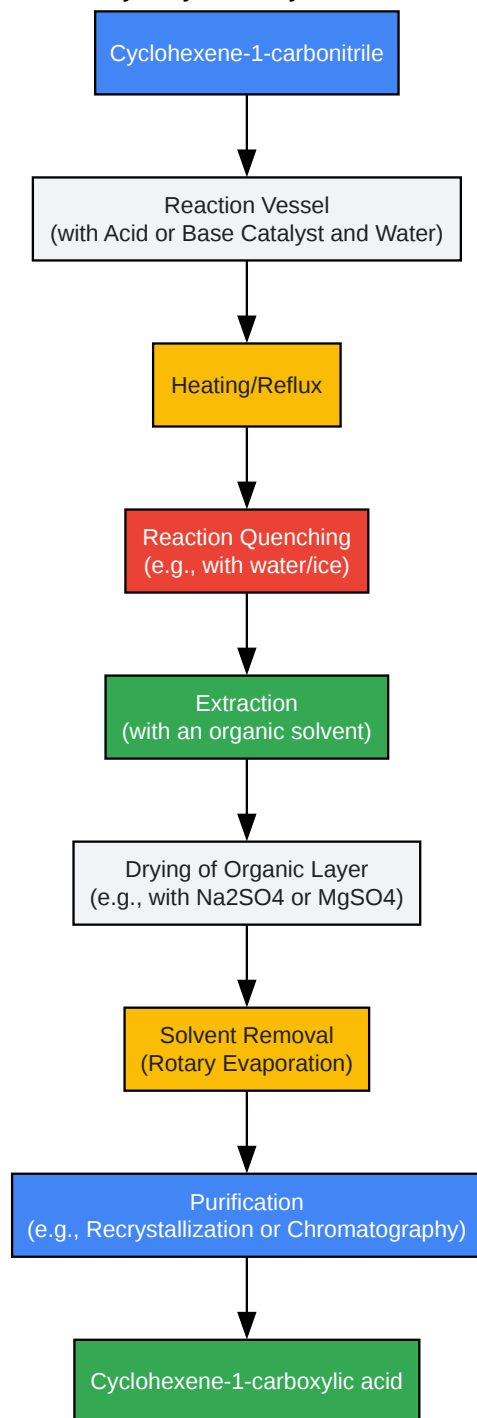 Cyclohexene-1-carbonitrile
Reaction Vessel
(with Acid or Base Catalyst and Water)
Heating/Reflux
Reaction Quenching
(e.g., with water/ice)
Extraction
(with an organic solvent)
Drying of Organic Layer
(e.g., with Na2SO4 or MgSO4)
Solvent Removal
(Rotary Evaporation)
Purification
(e.g., Recrystallization or Chromatography)
Cyclohexene-1-carboxylic acid